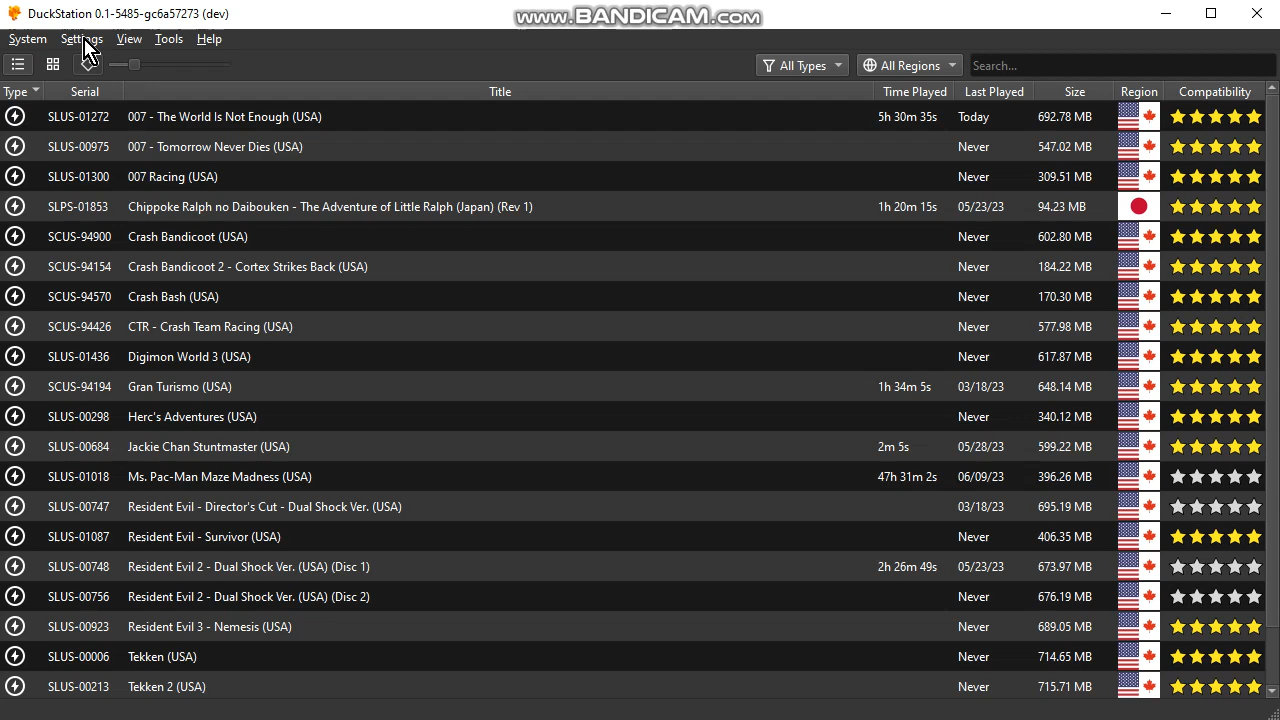 DuckStation 0.1-5485-gc6a57273 (dev)
www.BANDICAM.com
System Settings View Tools Help
All Types All Regions Search...
Type Serial Title Time Played Last Played Size Region Compatibility
SLUS-01272 007 - The World Is Not Enough (USA) 5h 30m 35s Today 692.78 MB
SLUS-00975 007 - Tomorrow Never Dies (USA) Never 547.02 MB
SLUS-01300 007 Racing (USA) Never 309.51 MB
SLPS-01853 Chippoke Ralph no Daibouken - The Adventure of Little Ralph (Japan) (Rev 1) 1h 20m 15s 05/23/23 94.23 MB
SCUS-94900 Crash Bandicoot (USA) Never 602.80 MB
SCUS-94154 Crash Bandicoot 2 - Cortex Strikes Back (USA) Never 184.22 MB
SCUS-94570 Crash Bash (USA) Never 170.30 MB
SCUS-94426 CTR - Crash Team Racing (USA) Never 577.98 MB
SLUS-01436 Digimon World 3 (USA) Never 617.87 MB
SCUS-94194 Gran Turismo (USA) 1h 34m 5s 03/18/23 648.14 MB
SLUS-00298 Herc's Adventures (USA) Never 340.12 MB
SLUS-00684 Jackie Chan Stuntmaster (USA) 2m 5s 05/28/23 599.22 MB
SLUS-01018 Ms. Pac-Man Maze Madness (USA) 47h 31m 2s 06/09/23 396.26 MB
SLUS-00747 Resident Evil - Director's Cut - Dual Shock Ver. (USA) 03/18/23 695.19 MB
SLUS-01087 Resident Evil - Survivor (USA) Never 406.35 MB
SLUS-00748 Resident Evil 2 - Dual Shock Ver. (USA) (Disc 1) 2h 26m 49s 05/23/23 673.97 MB
SLUS-00756 Resident Evil 2 - Dual Shock Ver. (USA) (Disc 2) Never 676.19 MB
SLUS-00923 Resident Evil 3 - Nemesis (USA) Never 689.05 MB
SLUS-00006 Tekken (USA) Never 714.65 MB
SLUS-00213 Tekken 2 (USA) Never 715.71 MB